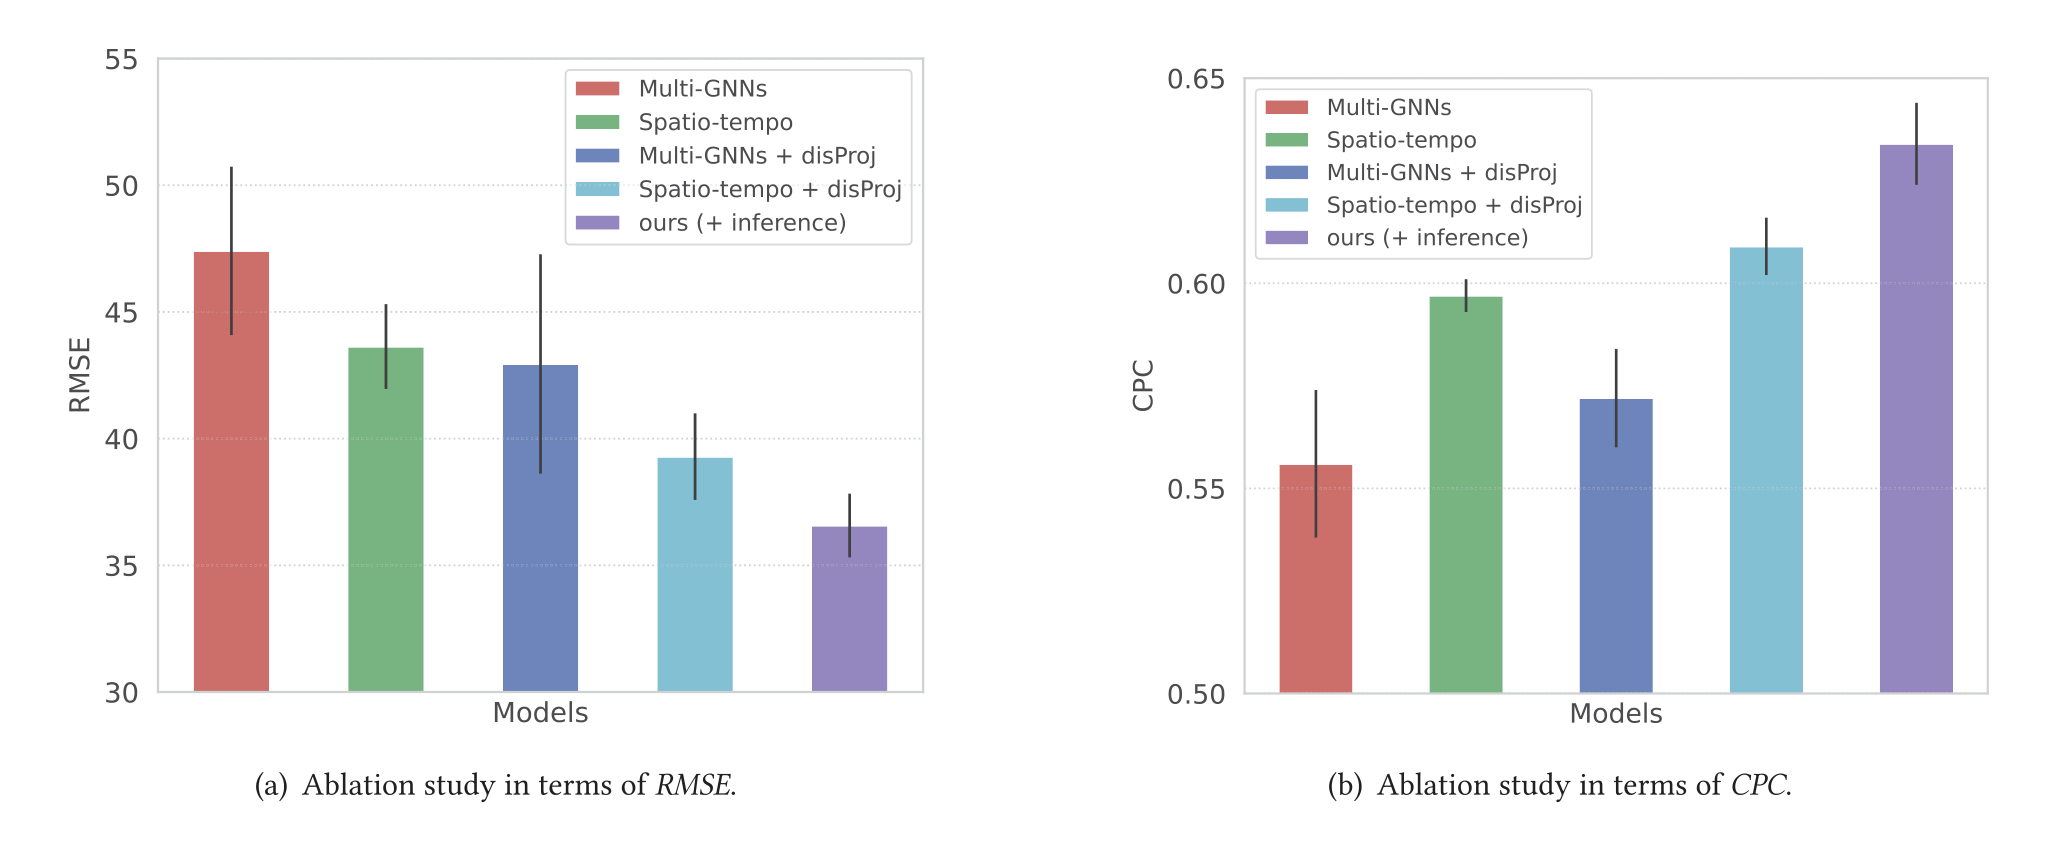 55
50
45
40
35
30
RMSE
Models
Multi-GNNs
Spatio-tempo
Multi-GNNs + disProj
Spatio-tempo + disProj
ours (+ inference)
(a) Ablation study in terms of RMSE.
0.65
0.60
0.55
0.50
CPC
Models
Multi-GNNs
Spatio-tempo
Multi-GNNs + disProj
Spatio-tempo + disProj
ours (+ inference)
(b) Ablation study in terms of CPC.